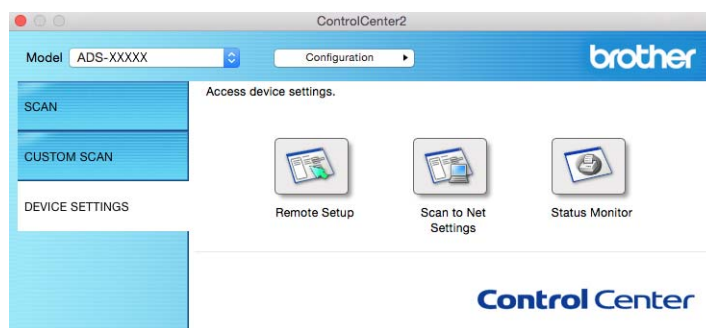 ControlCenter2
Model ADS-XXXXX Configuration brother
SCAN
CUSTOM SCAN
DEVICE SETTINGS
Access device settings.
Remote Setup
Scan to Net
Settings
Status Monitor
Control Center